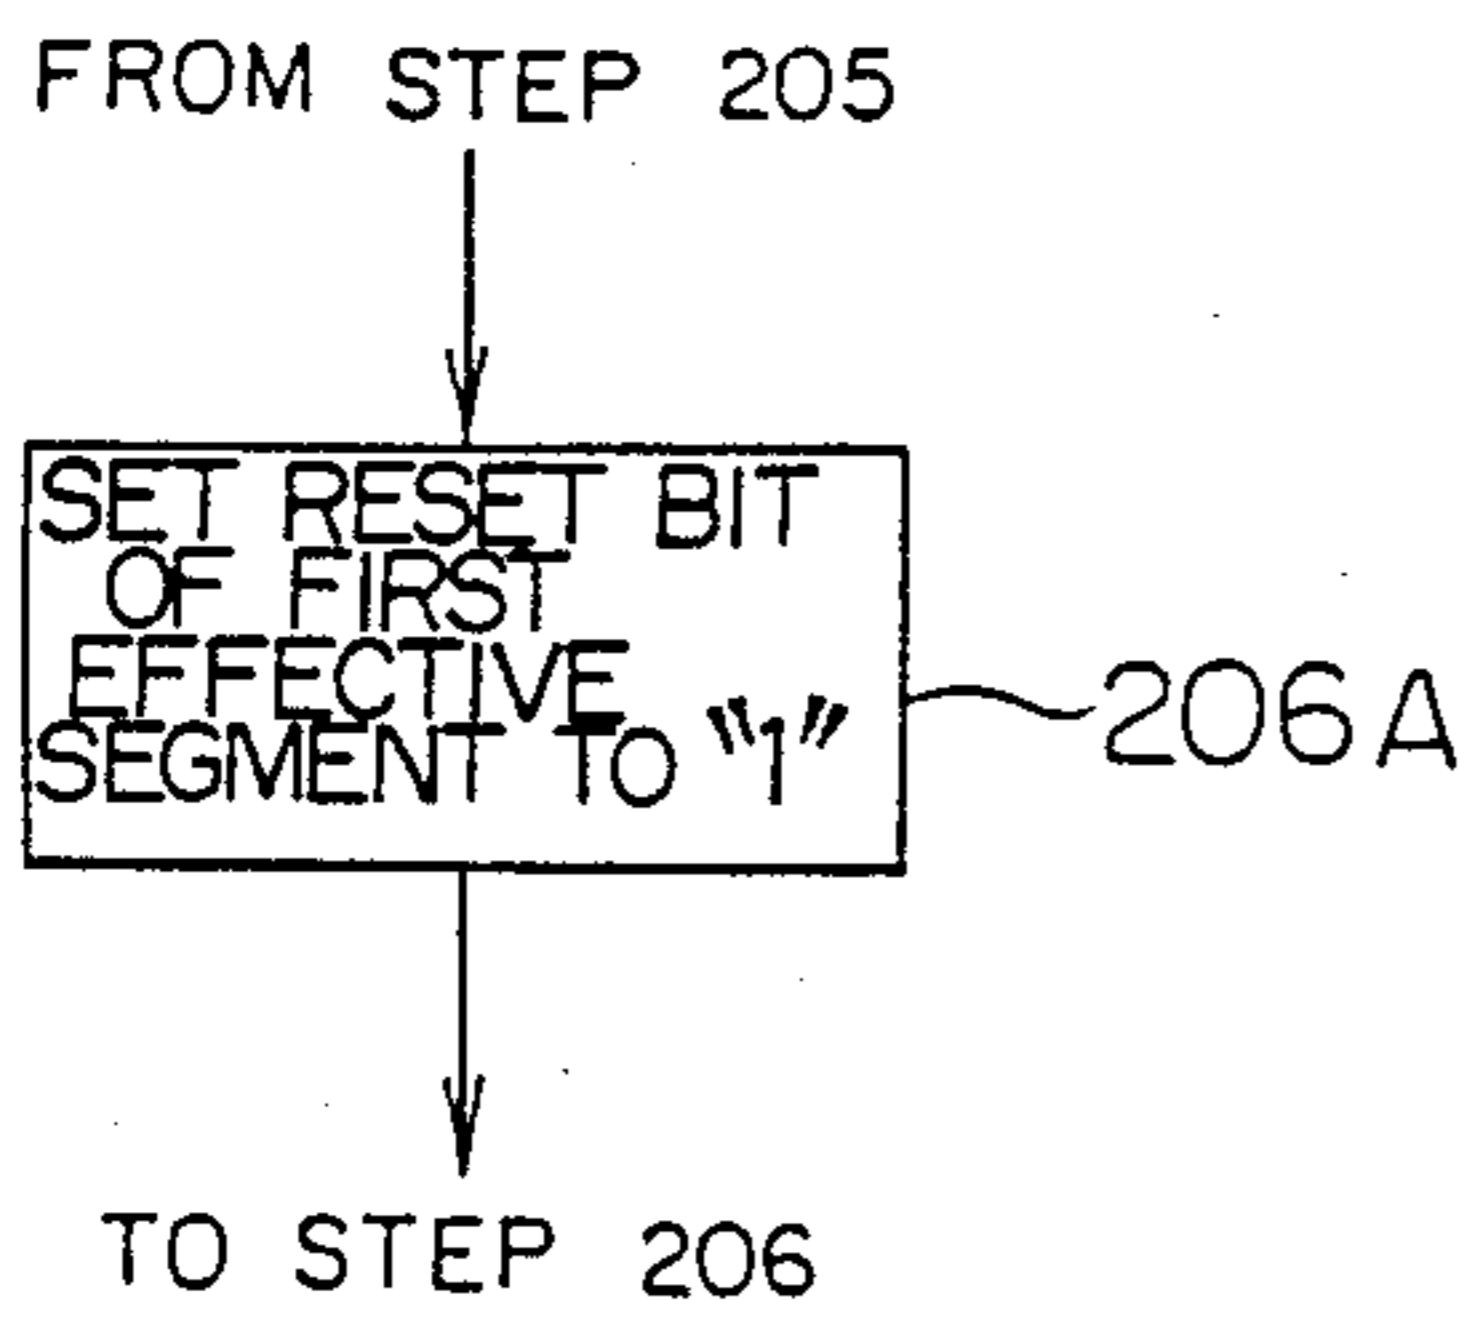 FROM STEP 205
SET RESET BIT
OF FIRST
EFFECTIVE
SEGMENT TO "1"
206A
TO STEP 206